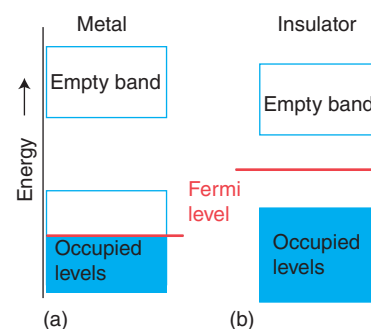 Metal
Insulator
Energy
Empty band
Empty band
Fermi
level
Occupied
levels
Occupied
levels
(a)
(b)